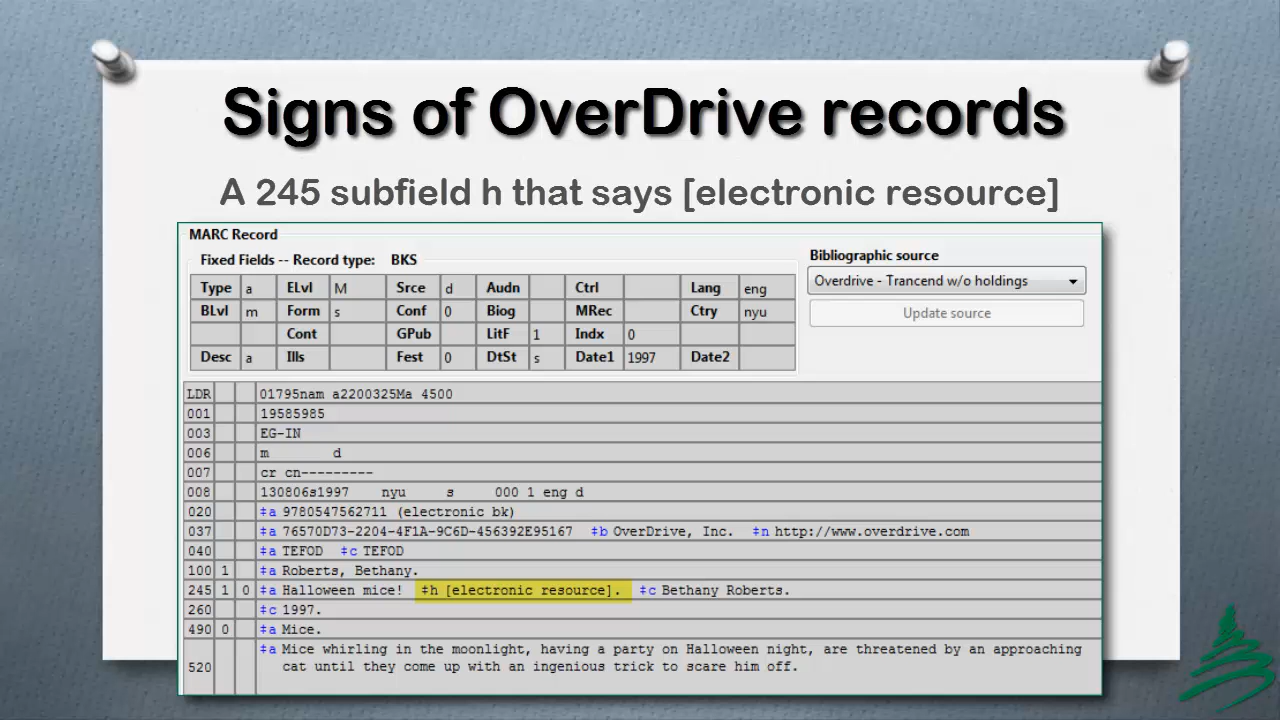 Signs of OverDrive records
A 245 subfield h that says [electronic resource]
MARC Record
Fixed Fields -- Record type: BKS
Bibliographic source
Overdrive - Trancend w/o holdings
Update source
Type a ELvl M Srce d Audn Ctrl Lang eng
BLvl m Form s Conf 0 Biog MRec Ctry nyu
Cont GPub LitF 1 Indx 0
Desc a Ills Fest 0 DtSt s Date1 1997 Date2
LDR 01795nam a2200325Ma 4500
001 19585985
003 EG-IN
006 m d
007 cr cn---------
008 130806s1997 nyu s 000 1 eng d
020 ‡a 9780547562711 (electronic bk)
037 ‡a 76570D73-2204-4F1A-9C6D-456392E95167 ‡b OverDrive, Inc. ‡n http://www.overdrive.com
040 ‡a TEFOD ‡c TEFOD
100 1 ‡a Roberts, Bethany.
245 1 0 ‡a Halloween mice! ‡h [electronic resource]. ‡c Bethany Roberts.
260 ‡c 1997.
490 0 ‡a Mice.
520 ‡a Mice whirling in the moonlight, having a party on Halloween night, are threatened by an approaching
cat until they come up with an ingenious trick to scare him off.